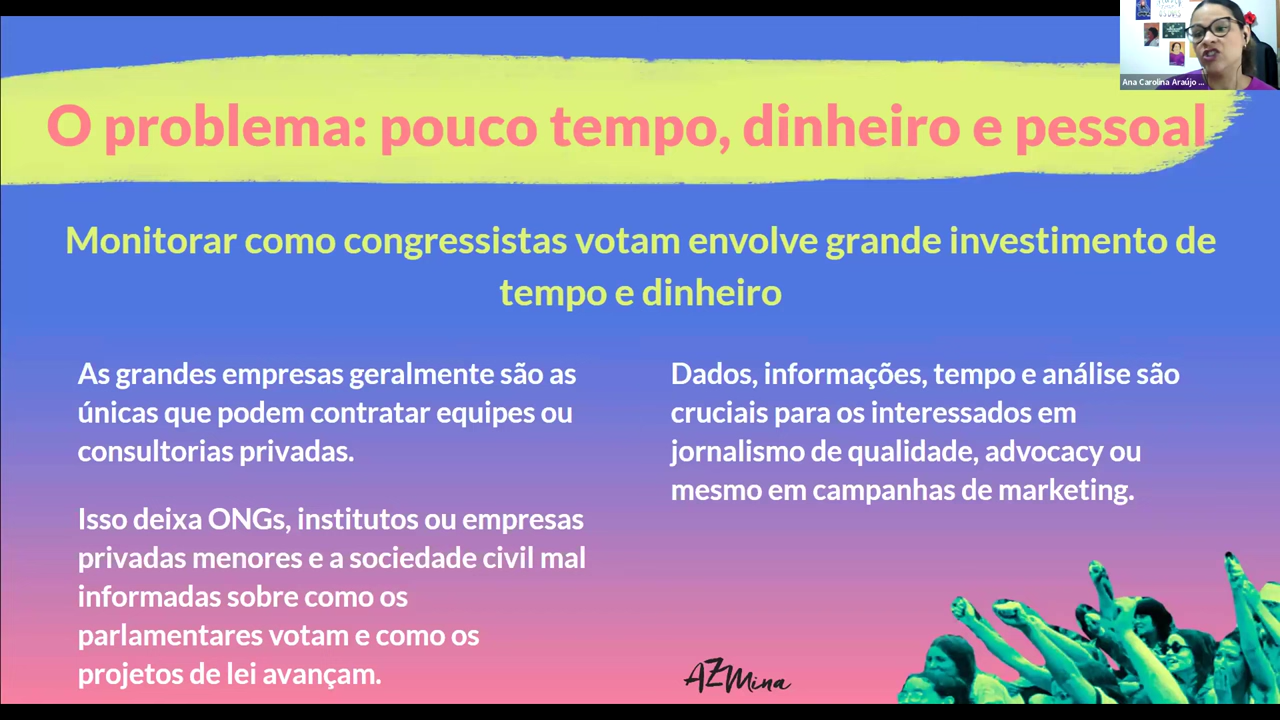 Ana Carolina Araújo ...
O problema: pouco tempo, dinheiro e pessoal
Monitorar como congressistas votam envolve grande investimento de
tempo e dinheiro
As grandes empresas geralmente são as
únicas que podem contratar equipes ou
consultorias privadas.
Isso deixa ONGs, institutos ou empresas
privadas menores e a sociedade civil mal
informadas sobre como os
parlamentares votam e como os
projetos de lei avançam.
Dados, informações, tempo e análise são
cruciais para os interessados em
jornalismo de qualidade, advocacy ou
mesmo em campanhas de marketing.
AZMina